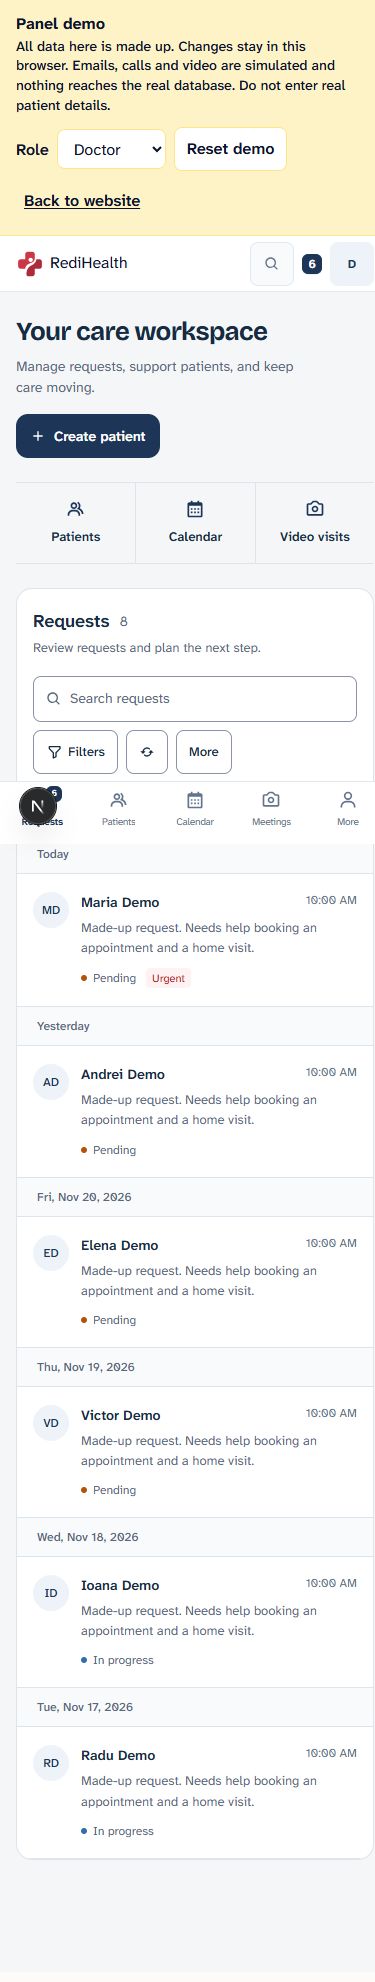 Panel demo
All data here is made up. Changes stay in this
browser. Emails, calls and video are simulated and
nothing reaches the real database. Do not enter real
patient details.
Role Doctor Reset demo
Back to website
RediHealth 6 D
Your care workspace
Manage requests, support patients, and keep
care moving.
+ Create patient
Patients Calendar Video visits
Requests 8
Review requests and plan the next step.
Search requests
Filters More
N 6
Requests Patients Calendar Meetings More
Today
MD Maria Demo 10:00 AM
Made-up request. Needs help booking an
appointment and a home visit.
Pending Urgent
Yesterday
AD Andrei Demo 10:00 AM
Made-up request. Needs help booking an
appointment and a home visit.
Pending
Fri, Nov 20, 2026
ED Elena Demo 10:00 AM
Made-up request. Needs help booking an
appointment and a home visit.
Pending
Thu, Nov 19, 2026
VD Victor Demo 10:00 AM
Made-up request. Needs help booking an
appointment and a home visit.
Pending
Wed, Nov 18, 2026
ID Ioana Demo 10:00 AM
Made-up request. Needs help booking an
appointment and a home visit.
In progress
Tue, Nov 17, 2026
RD Radu Demo 10:00 AM
Made-up request. Needs help booking an
appointment and a home visit.
In progress